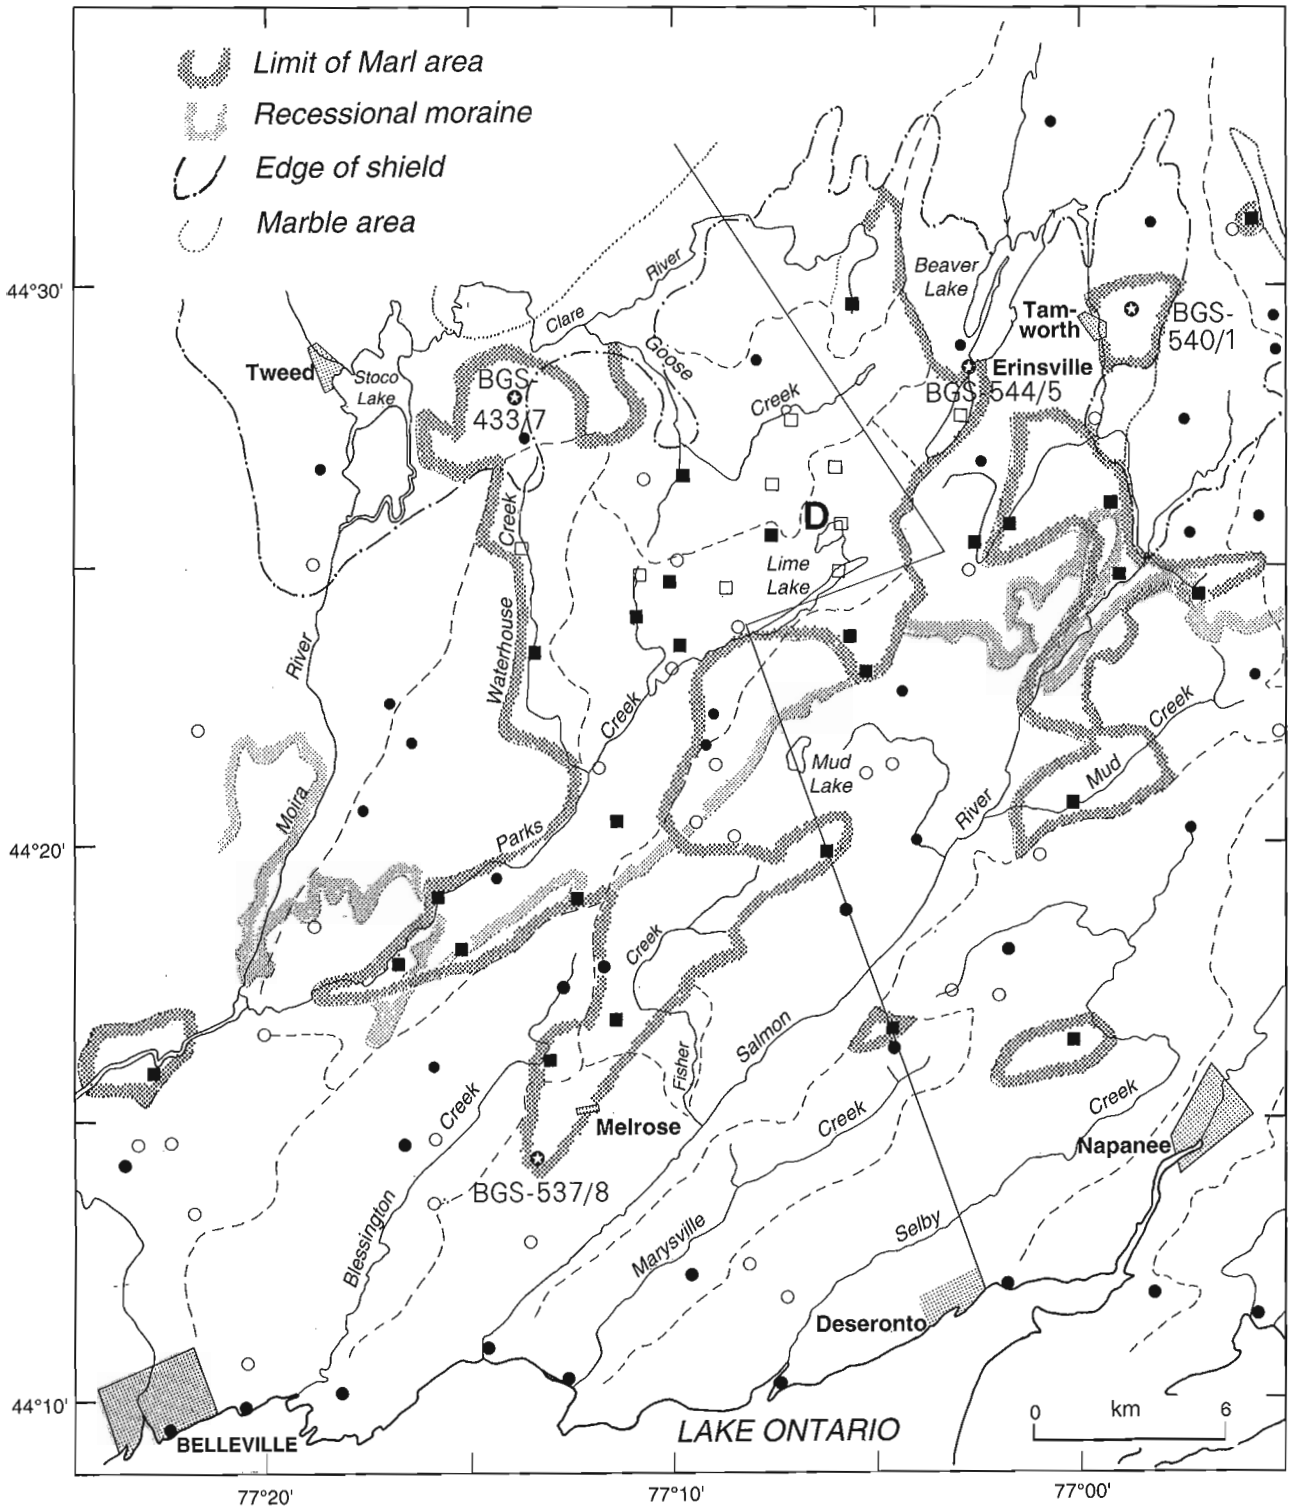 Limit of Marl area
Recessional moraine
Edge of shield
Marble area
44°30'
44°20'
44°10'
77°20'
77°10'
77°00'
Clare
River
Goose
Creek
Beaver
Lake
Tam-
worth
BGS-
540/1
Erinsville
BGS-544/5
Tweed
Stoco
Lake
BGS-
433/7
Creek
Waterhouse
D
Lime
Lake
River
Moira
Creek
Parks
Mud
Lake
Creek
Mud
River
Salmon
Creek
Fisher
Melrose
BGS-537/8
Creek
Blessington
Creek
Marysville
Creek
Selby
Napanee
Deseronto
BELLEVILLE
LAKE ONTARIO
0 km 6